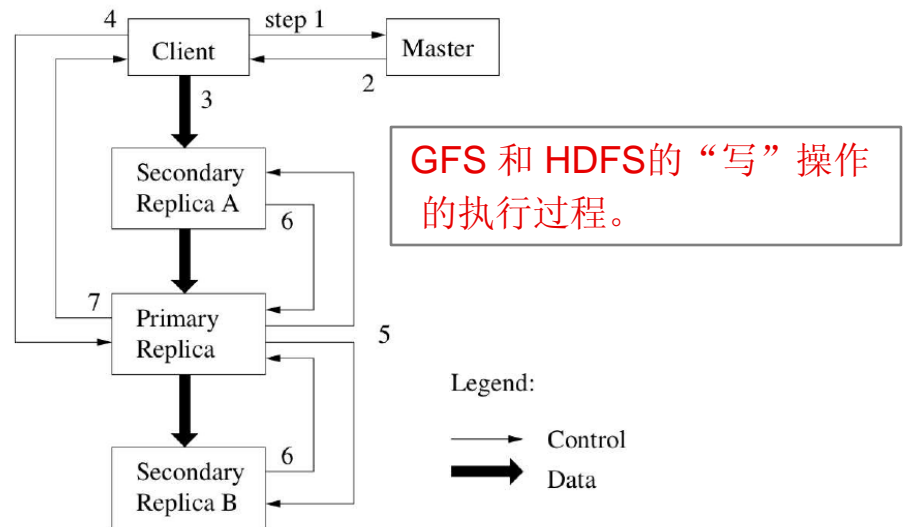 4
step 1
Client
Master
2
3
GFS 和 HDFS的“写”操作
的执行过程。
Secondary
Replica A
6
7
Primary
Replica
5
Legend:
Control
Data
6
Secondary
Replica B